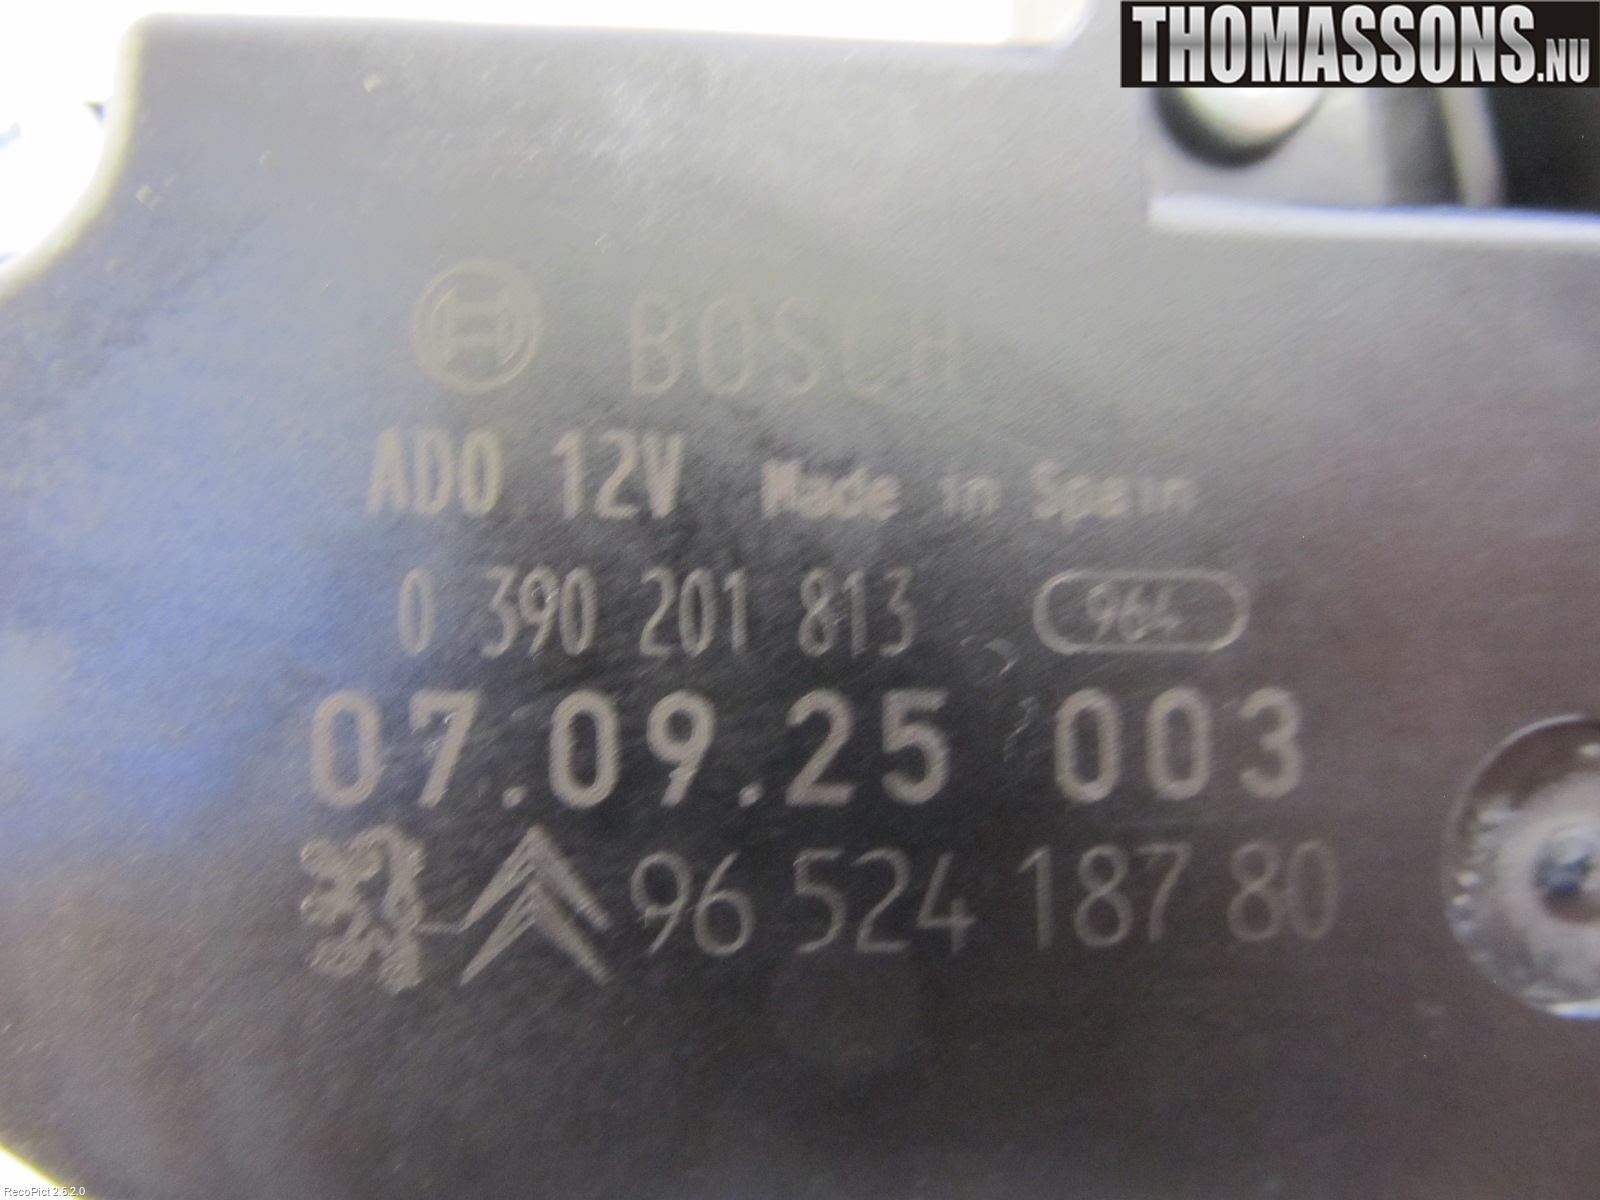 THOMASSONS.NU
BOSCH
ADO 12V Made in Spain
0 390 201 813 964
07.09.25 003
96 524 187 80
RecoPict 2.5.2.0